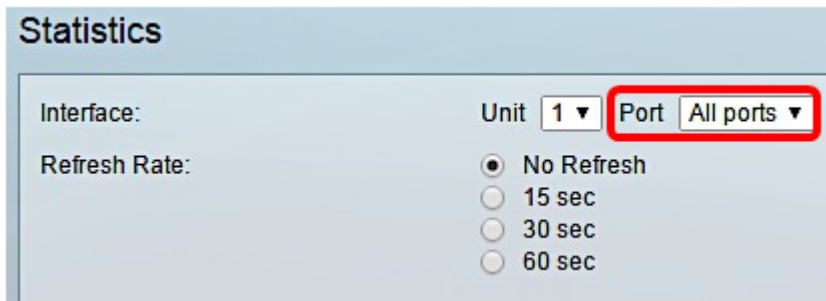 Statistics
Interface: Unit 1 Port All ports
Refresh Rate: No Refresh
15 sec
30 sec
60 sec